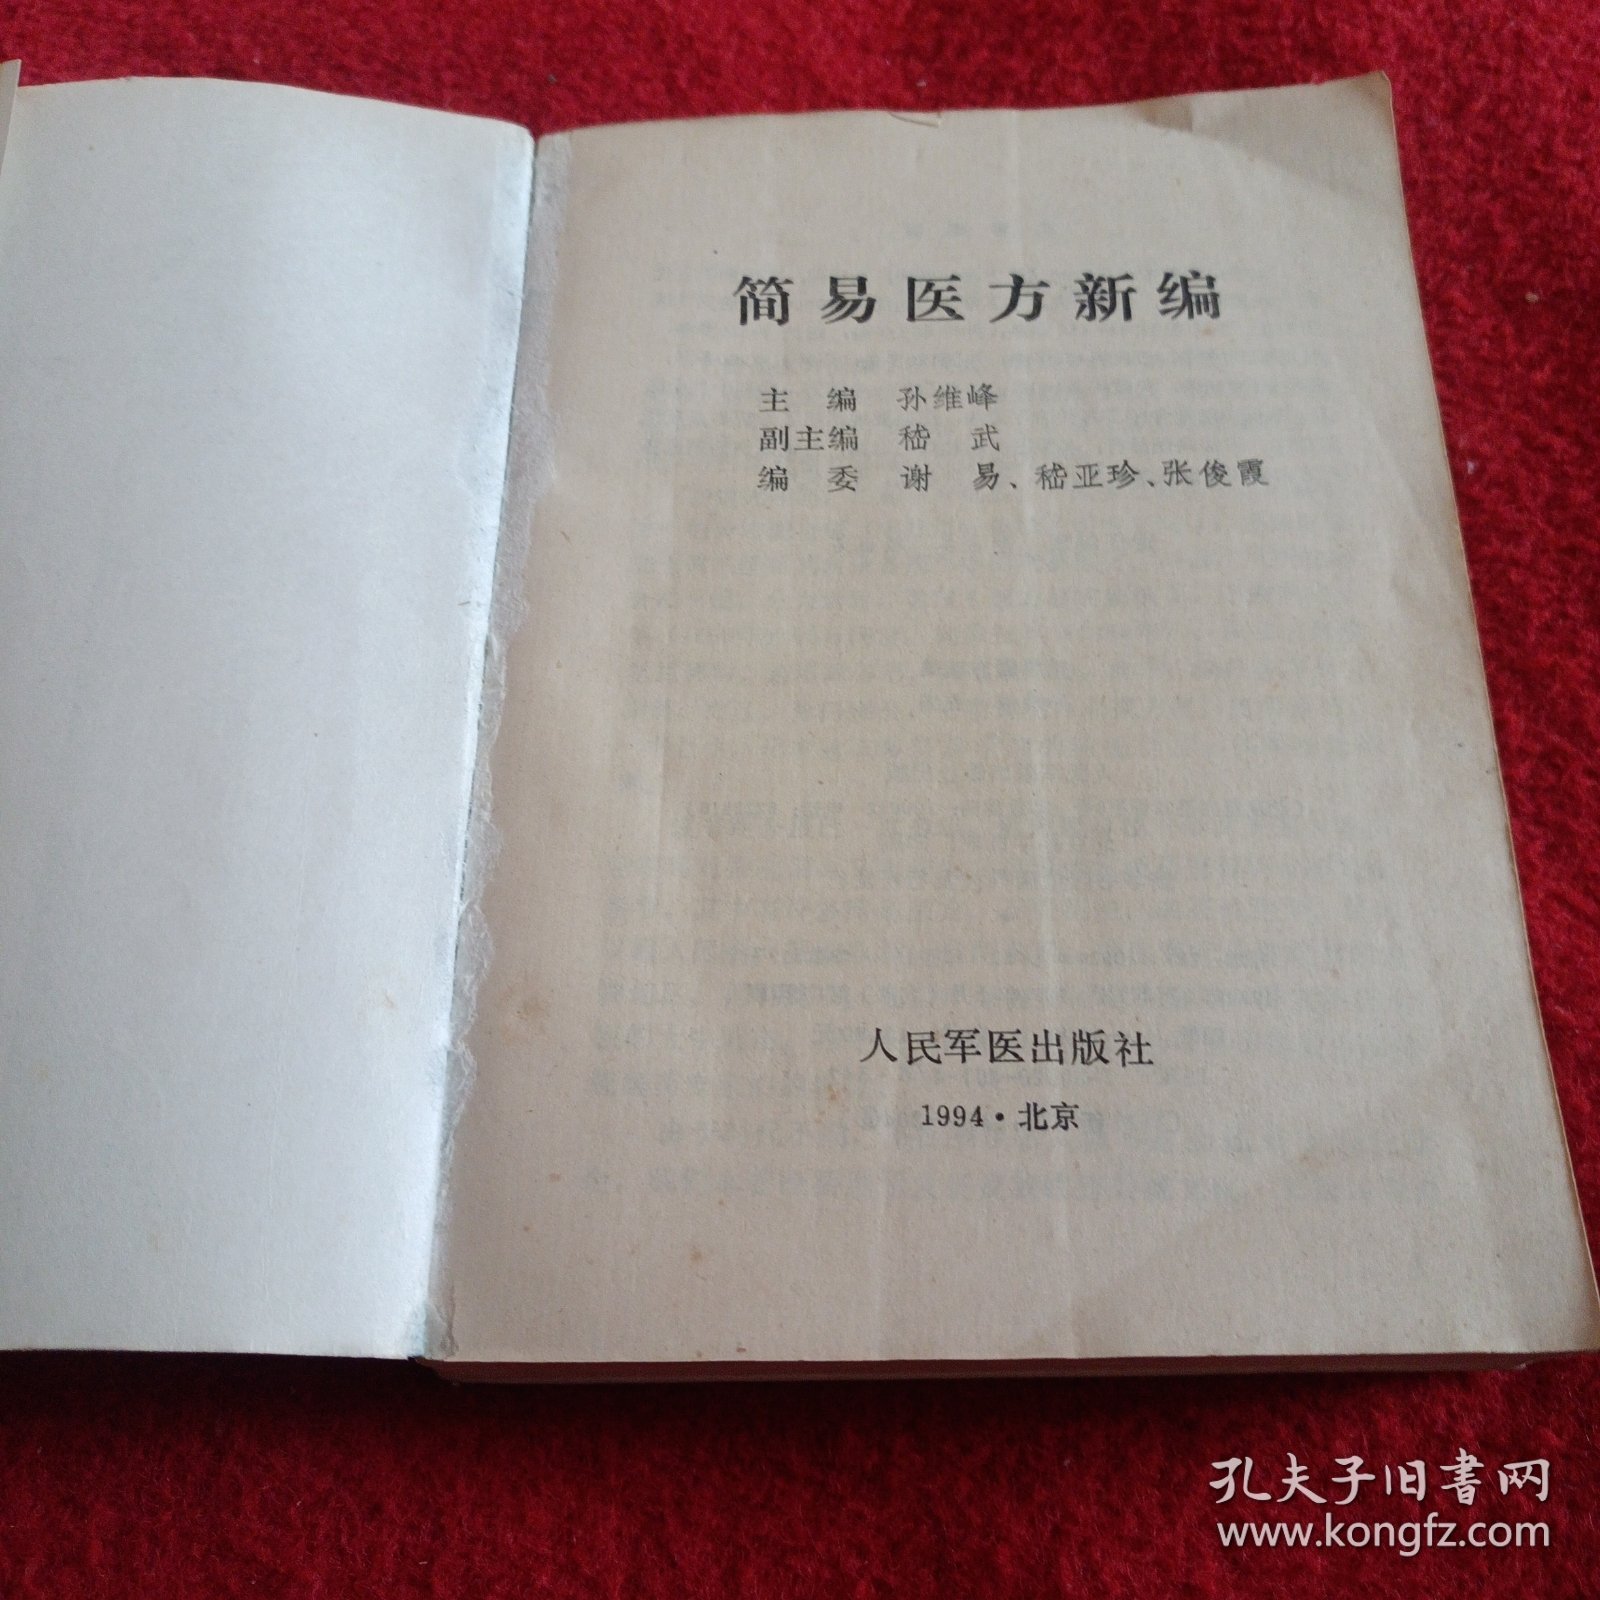 简易医方新编
主　编　孙维峰
副主编　嵇　武
编　委　谢　易、嵇亚珍、张俊霞
人民军医出版社
1994·北京
孔夫子旧书网
www.kongfz.com